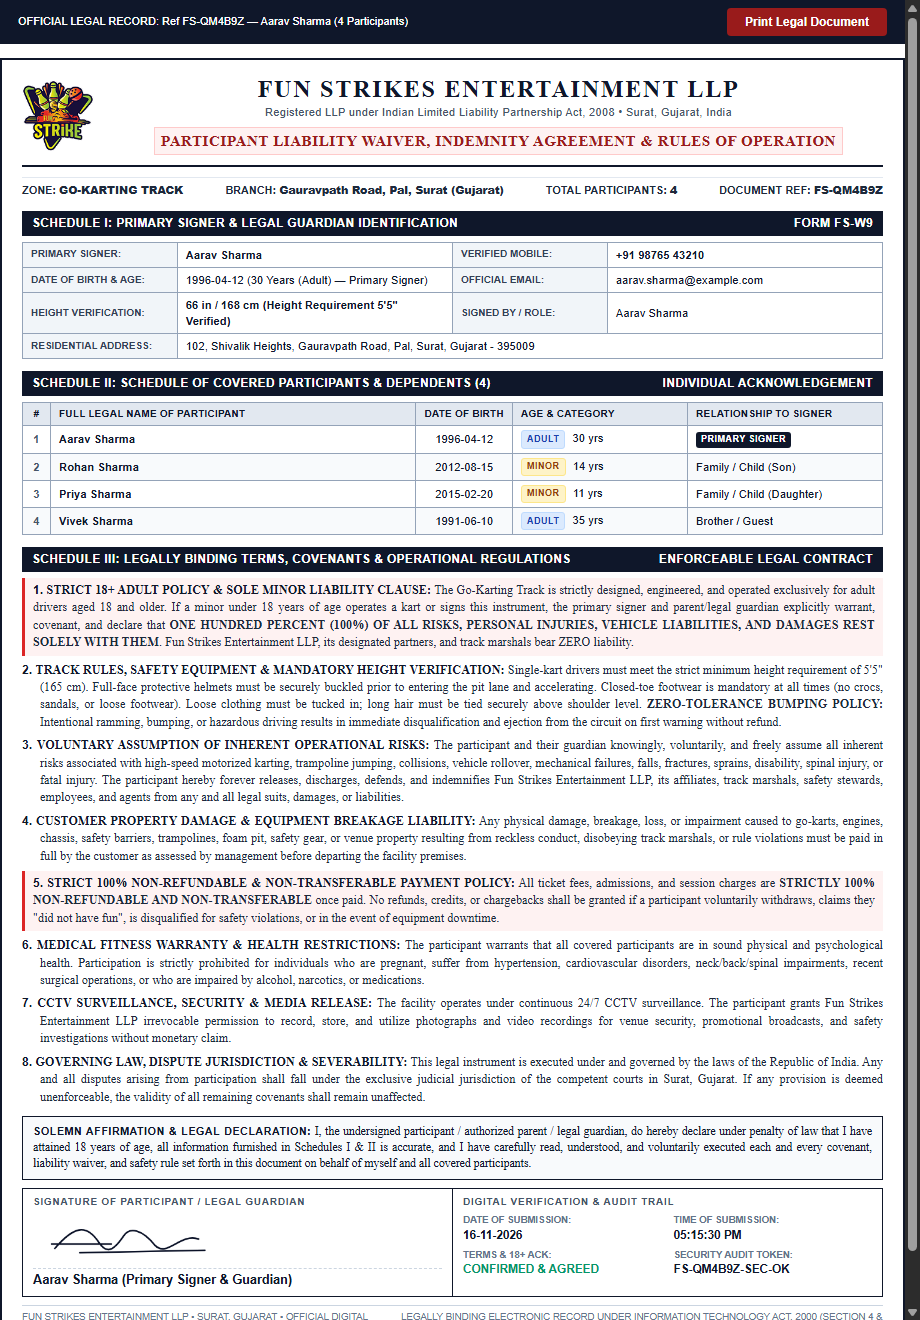 OFFICIAL LEGAL RECORD: Ref FS-QM4B9Z — Aarav Sharma (4 Participants)
Print Legal Document
STRIKE
FUN STRIKES ENTERTAINMENT LLP
Registered LLP under Indian Limited Liability Partnership Act, 2008 • Surat, Gujarat, India
PARTICIPANT LIABILITY WAIVER, INDEMNITY AGREEMENT & RULES OF OPERATION
ZONE: GO-KARTING TRACK BRANCH: Gauravpath Road, Pal, Surat (Gujarat) TOTAL PARTICIPANTS: 4 DOCUMENT REF: FS-QM4B9Z
SCHEDULE I: PRIMARY SIGNER & LEGAL GUARDIAN IDENTIFICATION FORM FS-W9
PRIMARY SIGNER: Aarav Sharma VERIFIED MOBILE: +91 98765 43210
DATE OF BIRTH & AGE: 1996-04-12 (30 Years (Adult) — Primary Signer) OFFICIAL EMAIL: aarav.sharma@example.com
HEIGHT VERIFICATION: 66 in / 168 cm (Height Requirement 5'5"
Verified) SIGNED BY / ROLE: Aarav Sharma
RESIDENTIAL ADDRESS: 102, Shivalik Heights, Gauravpath Road, Pal, Surat, Gujarat - 395009
SCHEDULE II: SCHEDULE OF COVERED PARTICIPANTS & DEPENDENTS (4) INDIVIDUAL ACKNOWLEDGEMENT
# FULL LEGAL NAME OF PARTICIPANT DATE OF BIRTH AGE & CATEGORY RELATIONSHIP TO SIGNER
1 Aarav Sharma 1996-04-12 ADULT 30 yrs PRIMARY SIGNER
2 Rohan Sharma 2012-08-15 MINOR 14 yrs Family / Child (Son)
3 Priya Sharma 2015-02-20 MINOR 11 yrs Family / Child (Daughter)
4 Vivek Sharma 1991-06-10 ADULT 35 yrs Brother / Guest
SCHEDULE III: LEGALLY BINDING TERMS, COVENANTS & OPERATIONAL REGULATIONS ENFORCEABLE LEGAL CONTRACT
1. STRICT 18+ ADULT POLICY & SOLE MINOR LIABILITY CLAUSE: The Go-Karting Track is strictly designed, engineered, and operated exclusively for adult
drivers aged 18 and older. If a minor under 18 years of age operates a kart or signs this instrument, the primary signer and parent/legal guardian explicitly warrant,
covenant, and declare that ONE HUNDRED PERCENT (100%) OF ALL RISKS, PERSONAL INJURIES, VEHICLE LIABILITIES, AND DAMAGES REST
SOLELY WITH THEM. Fun Strikes Entertainment LLP, its designated partners, and track marshals bear ZERO liability.
2. TRACK RULES, SAFETY EQUIPMENT & MANDATORY HEIGHT VERIFICATION: Single-kart drivers must meet the strict minimum height requirement of 5'5"
(165 cm). Full-face protective helmets must be securely buckled prior to entering the pit lane and accelerating. Closed-toe footwear is mandatory at all times (no crocs,
sandals, or loose footwear). Loose clothing must be tucked in; long hair must be tied securely above shoulder level. ZERO-TOLERANCE BUMPING POLICY:
Intentional ramming, bumping, or hazardous driving results in immediate disqualification and ejection from the circuit on first warning without refund.
3. VOLUNTARY ASSUMPTION OF INHERENT OPERATIONAL RISKS: The participant and their guardian knowingly, voluntarily, and freely assume all inherent
risks associated with high-speed motorized karting, trampoline jumping, collisions, vehicle rollover, mechanical failures, falls, fractures, sprains, disability, spinal injury, or
fatal injury. The participant hereby forever releases, discharges, defends, and indemnifies Fun Strikes Entertainment LLP, its affiliates, track marshals, safety stewards,
employees, and agents from any and all legal suits, damages, or liabilities.
4. CUSTOMER PROPERTY DAMAGE & EQUIPMENT BREAKAGE LIABILITY: Any physical damage, breakage, loss, or impairment caused to go-karts, engines,
chassis, safety barriers, trampolines, foam pit, safety gear, or venue property resulting from reckless conduct, disobeying track marshals, or rule violations must be paid in
full by the customer as assessed by management before departing the facility premises.
5. STRICT 100% NON-REFUNDABLE & NON-TRANSFERABLE PAYMENT POLICY: All ticket fees, admissions, and session charges are STRICTLY 100%
NON-REFUNDABLE AND NON-TRANSFERABLE once paid. No refunds, credits, or chargebacks shall be granted if a participant voluntarily withdraws, claims they
"did not have fun", is disqualified for safety violations, or in the event of equipment downtime.
6. MEDICAL FITNESS WARRANTY & HEALTH RESTRICTIONS: The participant warrants that all covered participants are in sound physical and psychological
health. Participation is strictly prohibited for individuals who are pregnant, suffer from hypertension, cardiovascular disorders, neck/back/spinal impairments, recent
surgical operations, or who are impaired by alcohol, narcotics, or medications.
7. CCTV SURVEILLANCE, SECURITY & MEDIA RELEASE: The facility operates under continuous 24/7 CCTV surveillance. The participant grants Fun Strikes
Entertainment LLP irrevocable permission to record, store, and utilize photographs and video recordings for venue security, promotional broadcasts, and safety
investigations without monetary claim.
8. GOVERNING LAW, DISPUTE JURISDICTION & SEVERABILITY: This legal instrument is executed under and governed by the laws of the Republic of India. Any
and all disputes arising from participation shall fall under the exclusive judicial jurisdiction of the competent courts in Surat, Gujarat. If any provision is deemed
unenforceable, the validity of all remaining covenants shall remain unaffected.
SOLEMN AFFIRMATION & LEGAL DECLARATION: I, the undersigned participant / authorized parent / legal guardian, do hereby declare under penalty of law that I have
attained 18 years of age, all information furnished in Schedules I & II is accurate, and I have carefully read, understood, and voluntarily executed each and every covenant,
liability waiver, and safety rule set forth in this document on behalf of myself and all covered participants.
SIGNATURE OF PARTICIPANT / LEGAL GUARDIAN
Aarav Sharma (Primary Signer & Guardian)
DIGITAL VERIFICATION & AUDIT TRAIL
DATE OF SUBMISSION: TIME OF SUBMISSION:
16-11-2026 05:15:30 PM
TERMS & 18+ ACK: SECURITY AUDIT TOKEN:
CONFIRMED & AGREED FS-QM4B9Z-SEC-OK
FUN STRIKES ENTERTAINMENT LLP • SURAT, GUJARAT • OFFICIAL DIGITAL LEGALLY BINDING ELECTRONIC RECORD UNDER INFORMATION TECHNOLOGY ACT, 2000 (SECTION 4 &